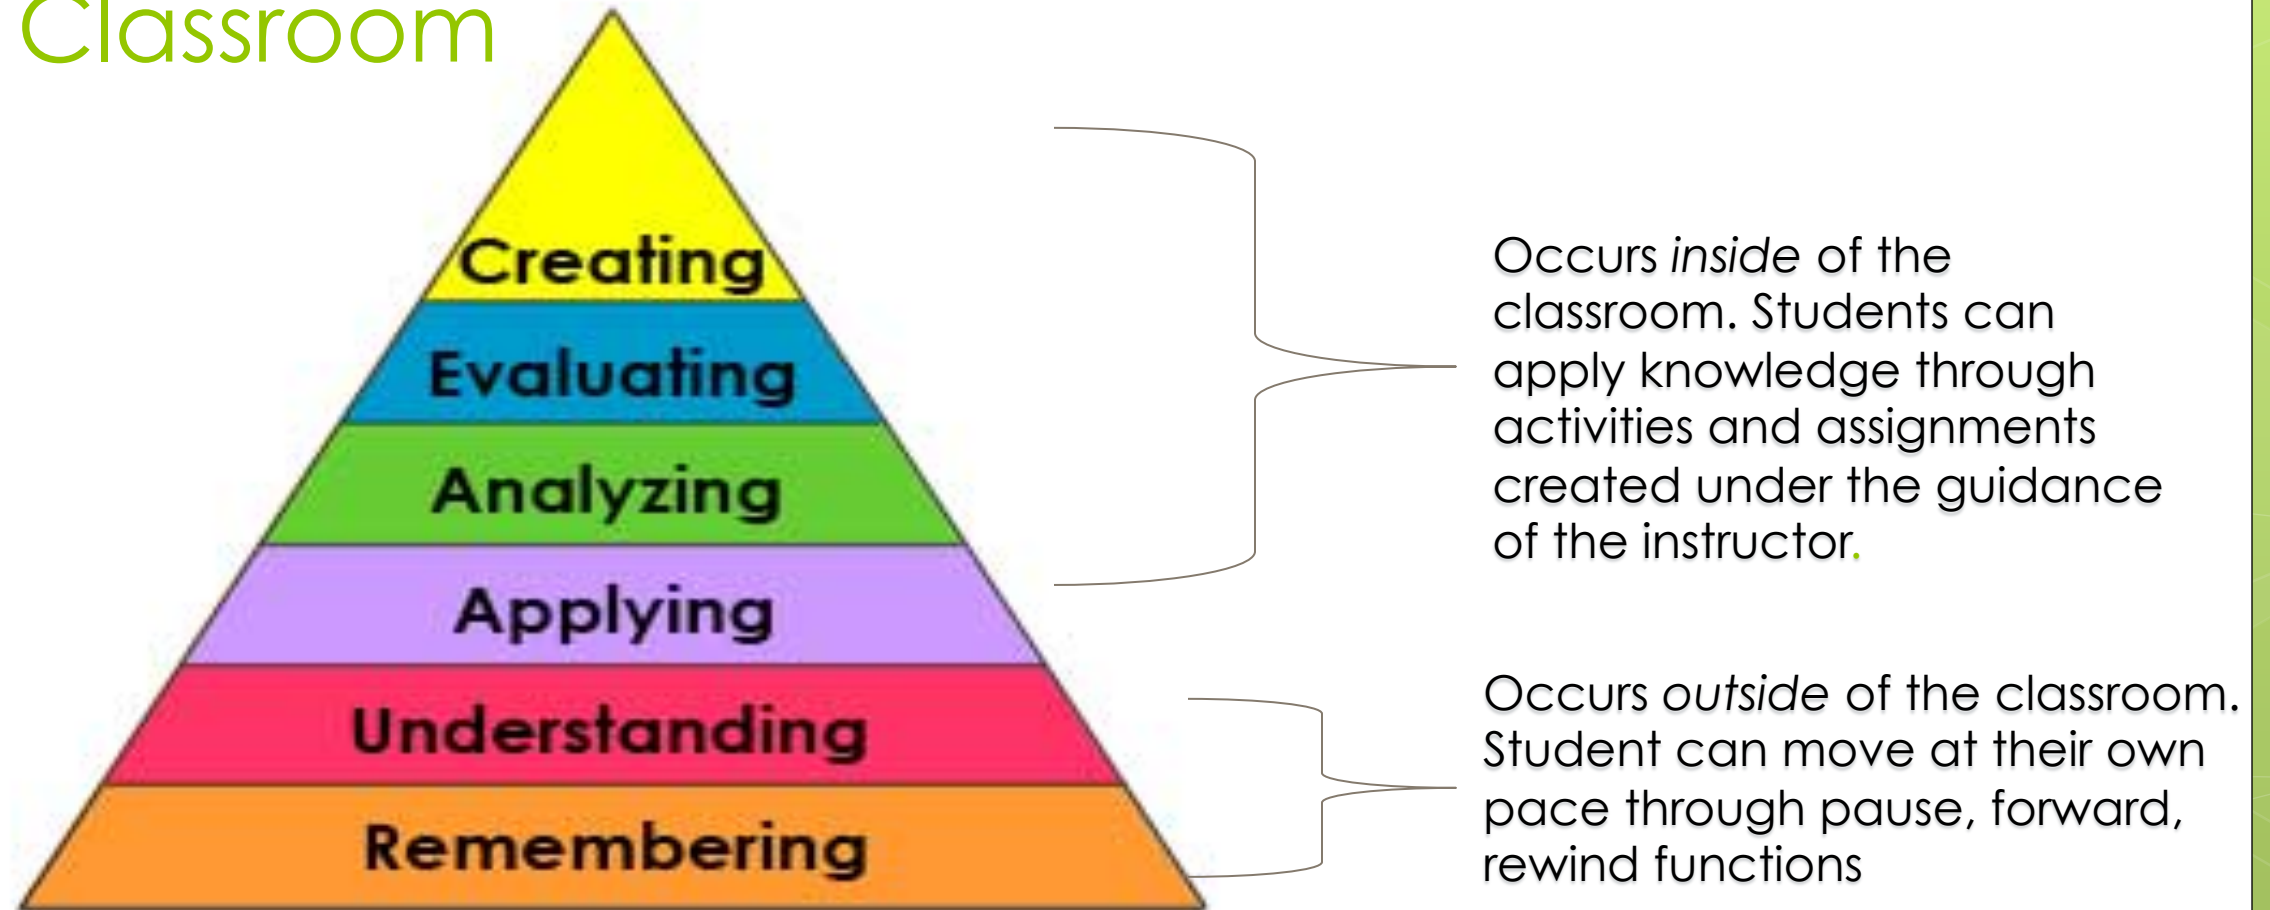 Classroom
Creating
Evaluating
Analyzing
Applying
Understanding
Remembering
Occurs inside of the
classroom. Students can
apply knowledge through
activities and assignments
created under the guidance
of the instructor.
Occurs outside of the classroom.
Student can move at their own
pace through pause, forward,
rewind functions